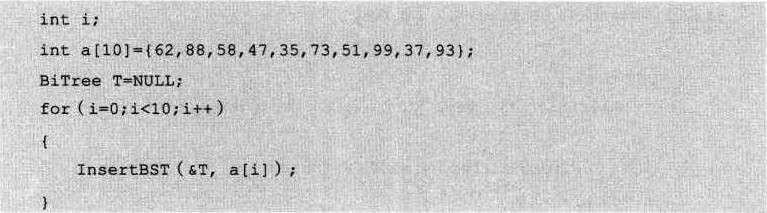 int i;
int a[10]={62,88,58,47,35,73,51,99,37,93};
BiTree T=NULL;
for(i=0;i<10;i++)
{
InsertBST(&T, a[i]);
}